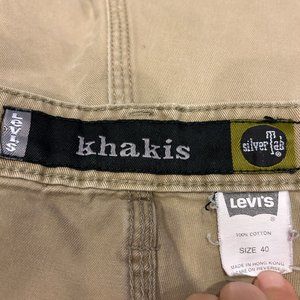 LEVI'S
khakis
silverTab
LEVI'S
100% COTTON
SIZE 40
MADE IN HONG KONG